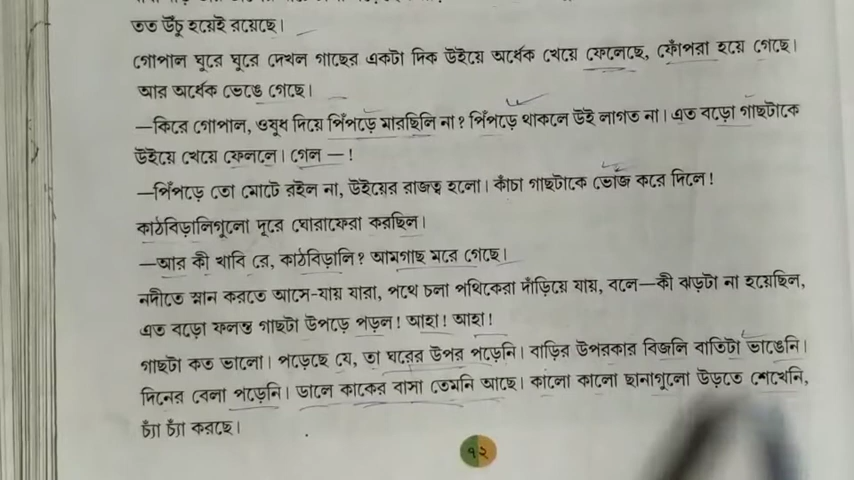 তত উঁচু হয়েই রয়েছে।
গোপাল ঘুরে ঘুরে দেখল গাছের একটা দিক উইয়ে অর্ধেক খেয়ে ফেলেছে, ফোঁপরা হয়ে গেছে।
আর অর্ধেক ভেঙে গেছে।
—কিরে গোপাল, ওষুধ দিয়ে পিঁপড়ে মারছিলি না? পিঁপড়ে থাকলে উই লাগত না। এত বড়ো গাছটাকে
উইয়ে খেয়ে ফেললে। গেল —!
—পিঁপড়ে তো মোটে রইল না, উইয়ের রাজত্ব হলো। কাঁচা গাছটাকে ভোঁজ করে দিলে!
কাঠবিড়ালিগুলো দূরে ঘোরাফেরা করছিল।
—আর কী খাবি রে, কাঠবিড়ালি? আমগাছ মরে গেছে।
নদীতে স্নান করতে আসে-যায় যারা, পথে চলা পথিকেরা দাঁড়িয়ে যায়, বলে—কী ঝড়টা না হয়েছিল,
এত বড়ো ফলন্ত গাছটা উপড়ে পড়ল! আহা! আহা!
গাছটা কত ভালো। পড়েছে যে, তা ঘরের উপর পড়েনি। বাড়ির উপরকার বিজলি বাতিটা ভাঙেনি।
দিনের বেলা পড়েনি। ডালে কাকের বাসা তেমনি আছে। কালো কালো ছানাগুলো উড়তে শেখেনি,
চ্যাঁ চ্যাঁ করছে।
৭২